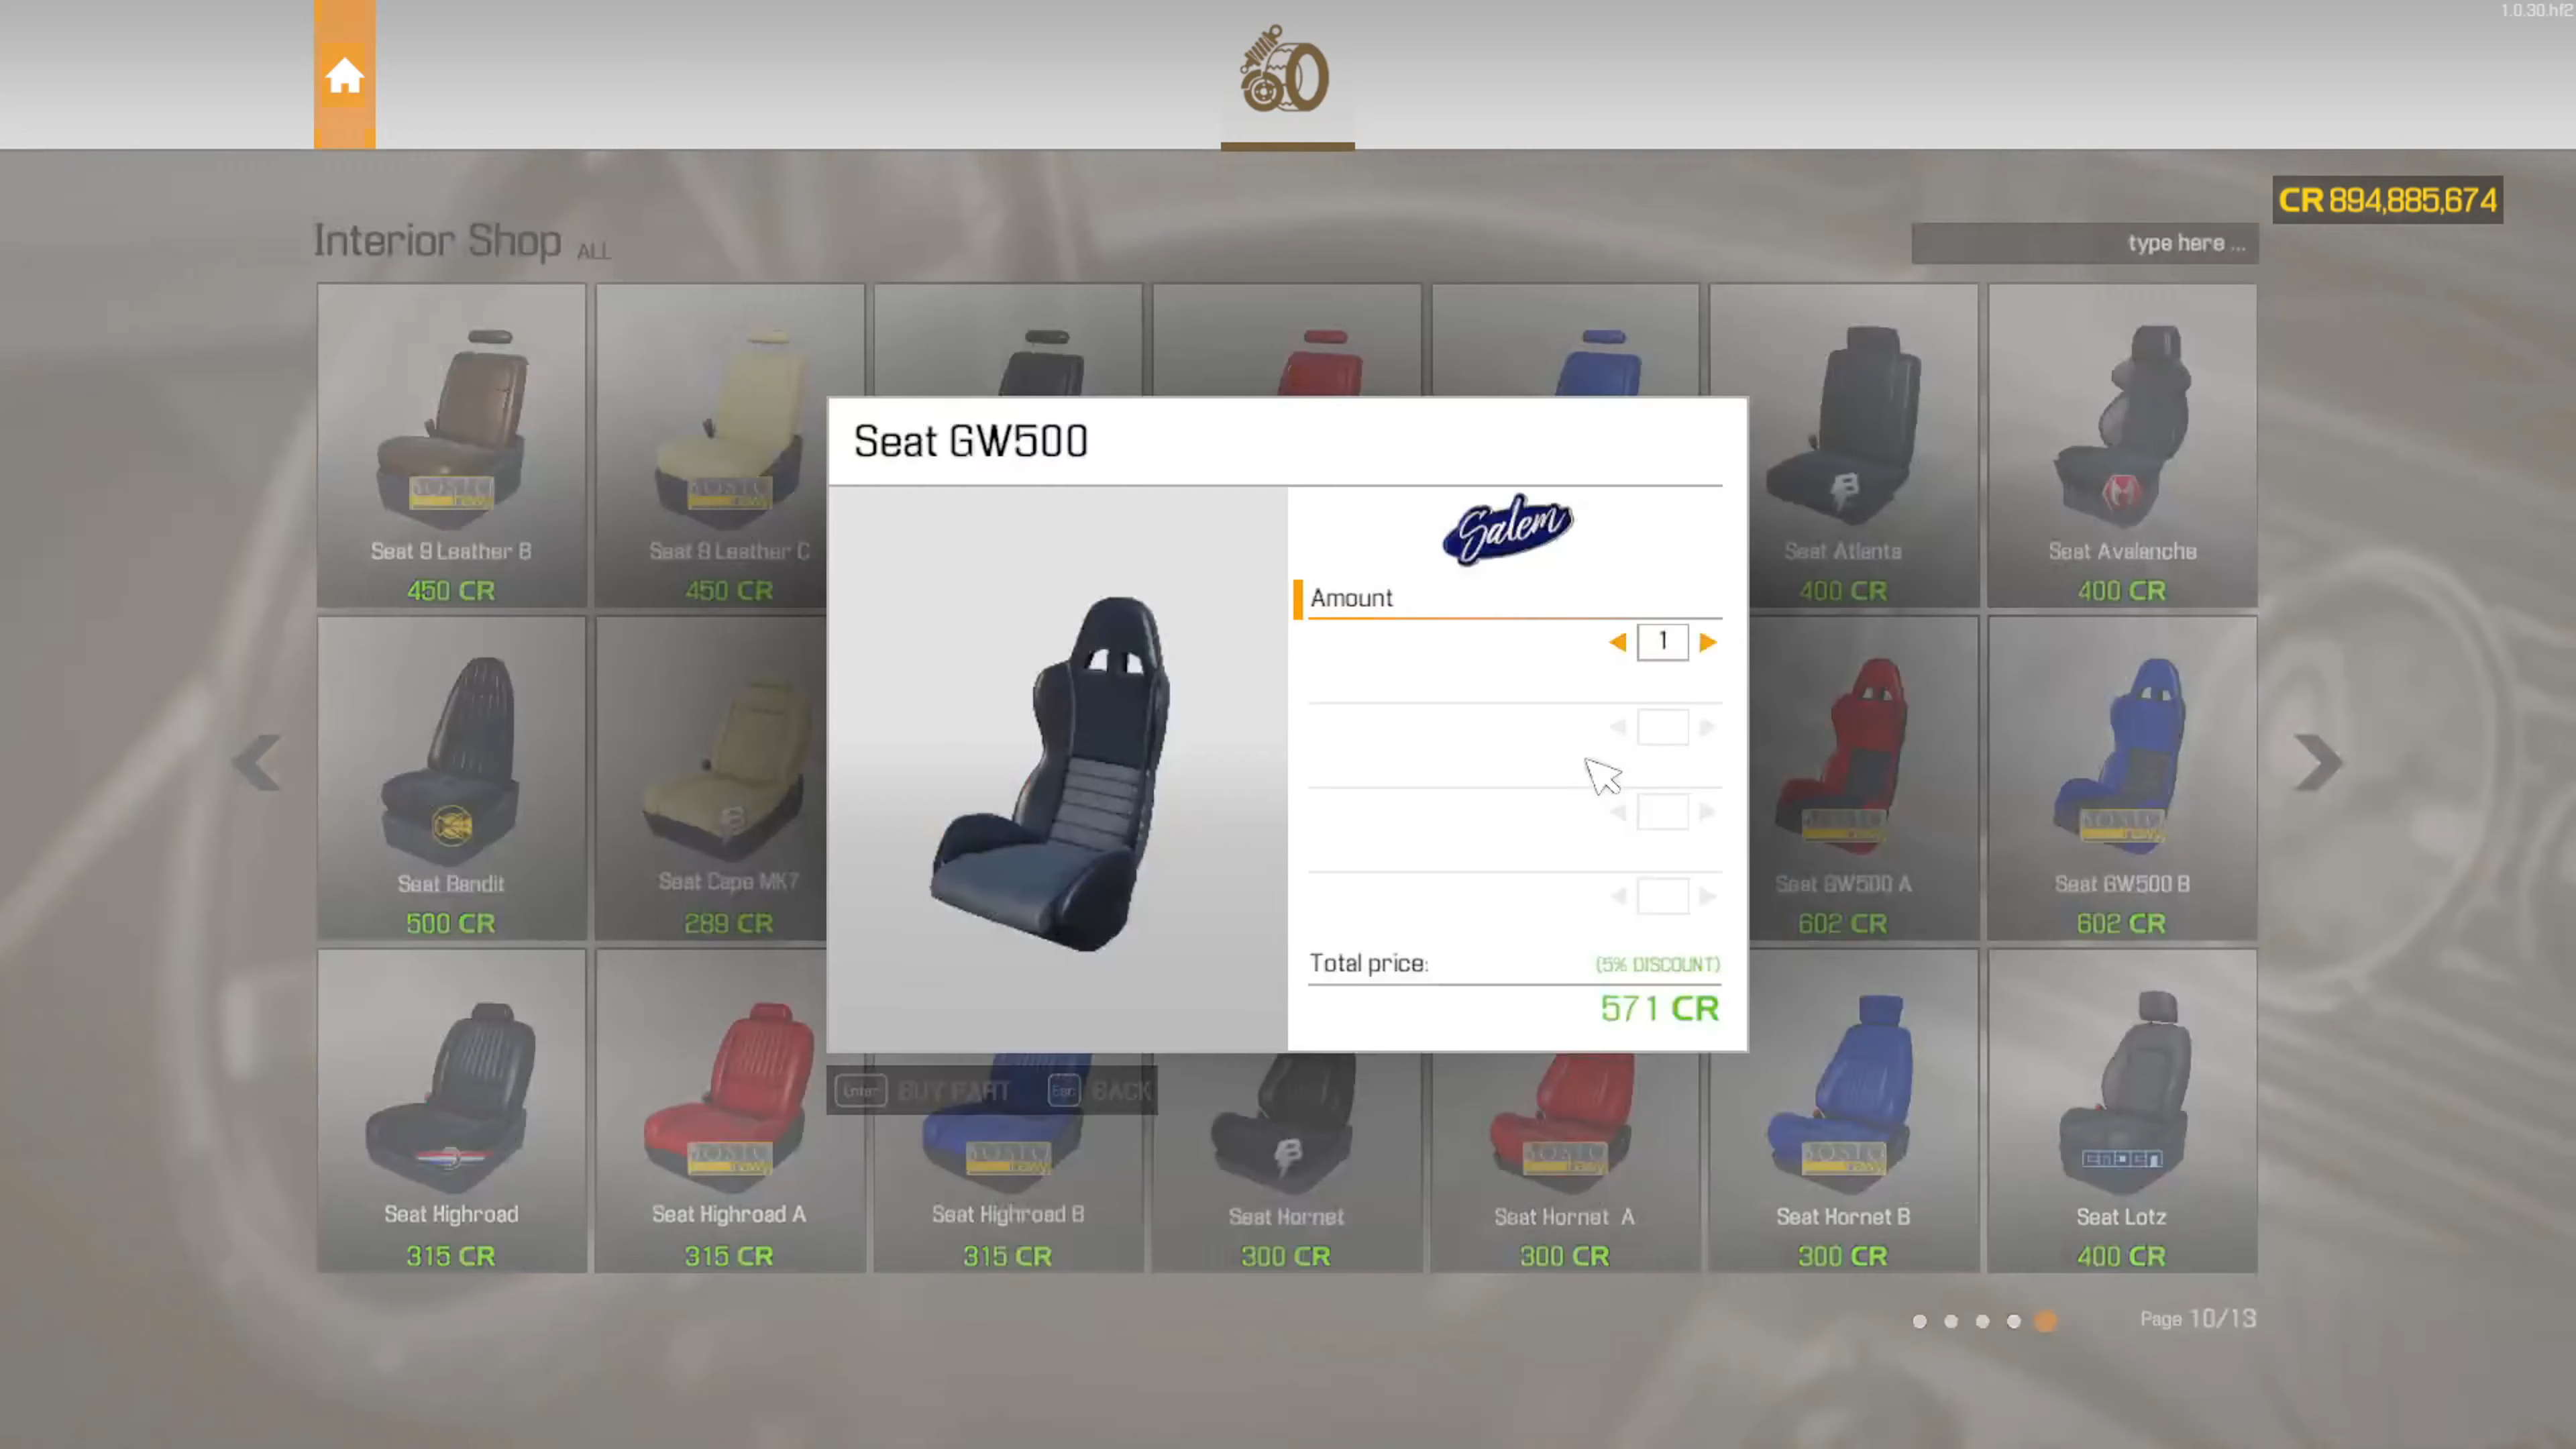 1.0.30.hf2
CR 894,885,674
Interior Shop ALL
type here ...
Seat 9 Leather B
450 CR
Seat 9 Leather C
450 CR
Seat Atlanta
400 CR
Seat Avalanche
400 CR
Seat GW500
Salem
Amount
1
Total price:
(5% DISCOUNT)
571 CR
Enter BUY PART Esc BACK
Seat Bandit
500 CR
Seat Cape MK7
289 CR
Seat GW500 A
602 CR
Seat GW500 B
602 CR
Seat Highroad
315 CR
Seat Highroad A
315 CR
Seat Highroad B
315 CR
Seat Hornet
300 CR
Seat Hornet A
300 CR
Seat Hornet B
300 CR
Seat Lotz
400 CR
Page 10/13